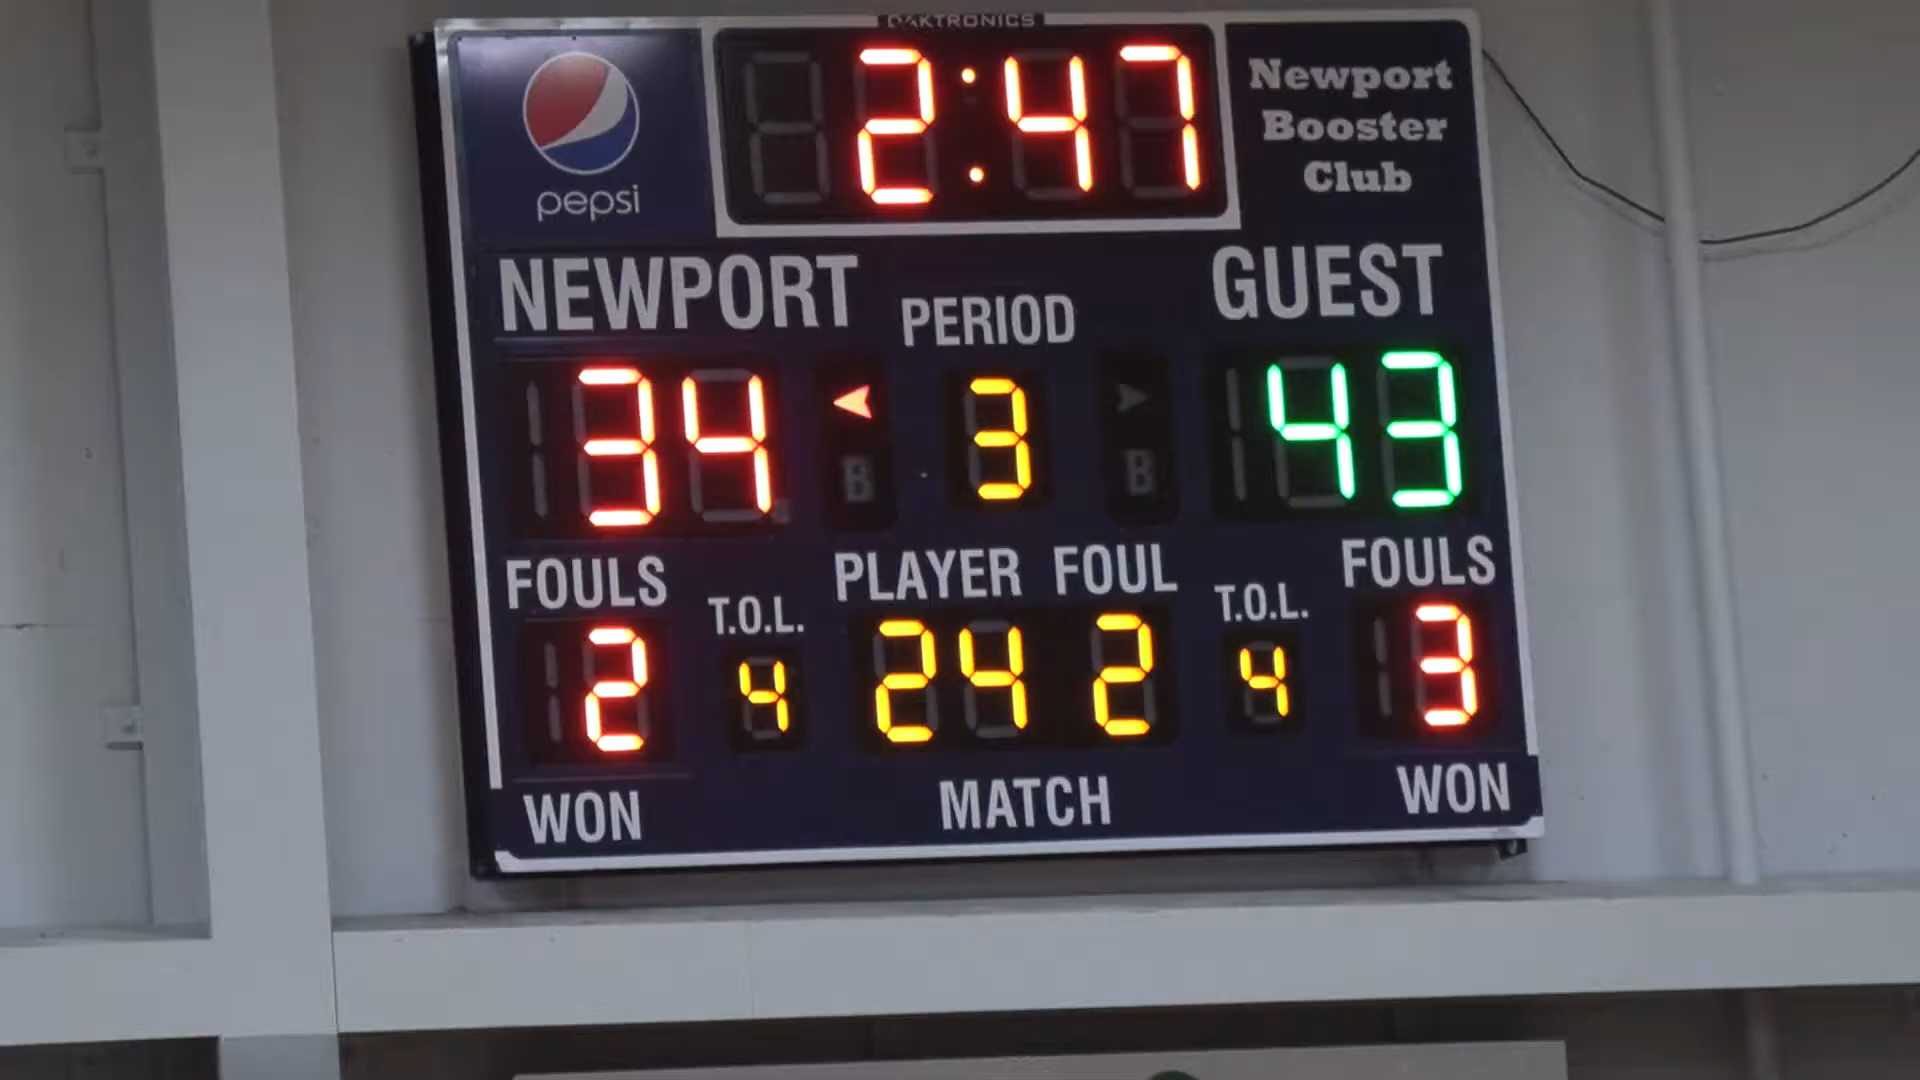 DAKTRONICS
pepsi
2:47
Newport
Booster
Club
NEWPORT
PERIOD
GUEST
34
3
43
B
B
FOULS
T.O.L.
PLAYER FOUL
T.O.L.
FOULS
2
4
24 2
4
3
WON
MATCH
WON